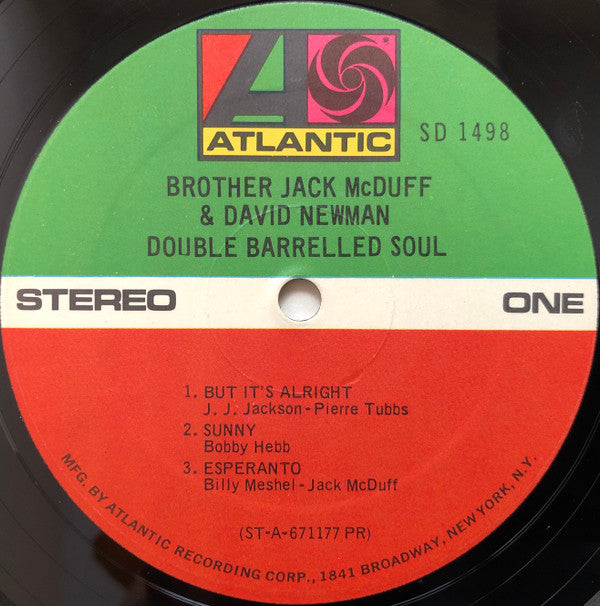 ATLANTIC
SD 1498
BROTHER JACK McDUFF
& DAVID NEWMAN
DOUBLE BARRELLED SOUL
STEREO
ONE
1. BUT IT'S ALRIGHT
J. J. Jackson-Pierre Tubbs
2. SUNNY
Bobby Hebb
3. ESPERANTO
Billy Meshel-Jack McDuff
(ST-A-671177 PR)
MFG. BY ATLANTIC RECORDING CORP., 1841 BROADWAY, NEW YORK, N.Y.